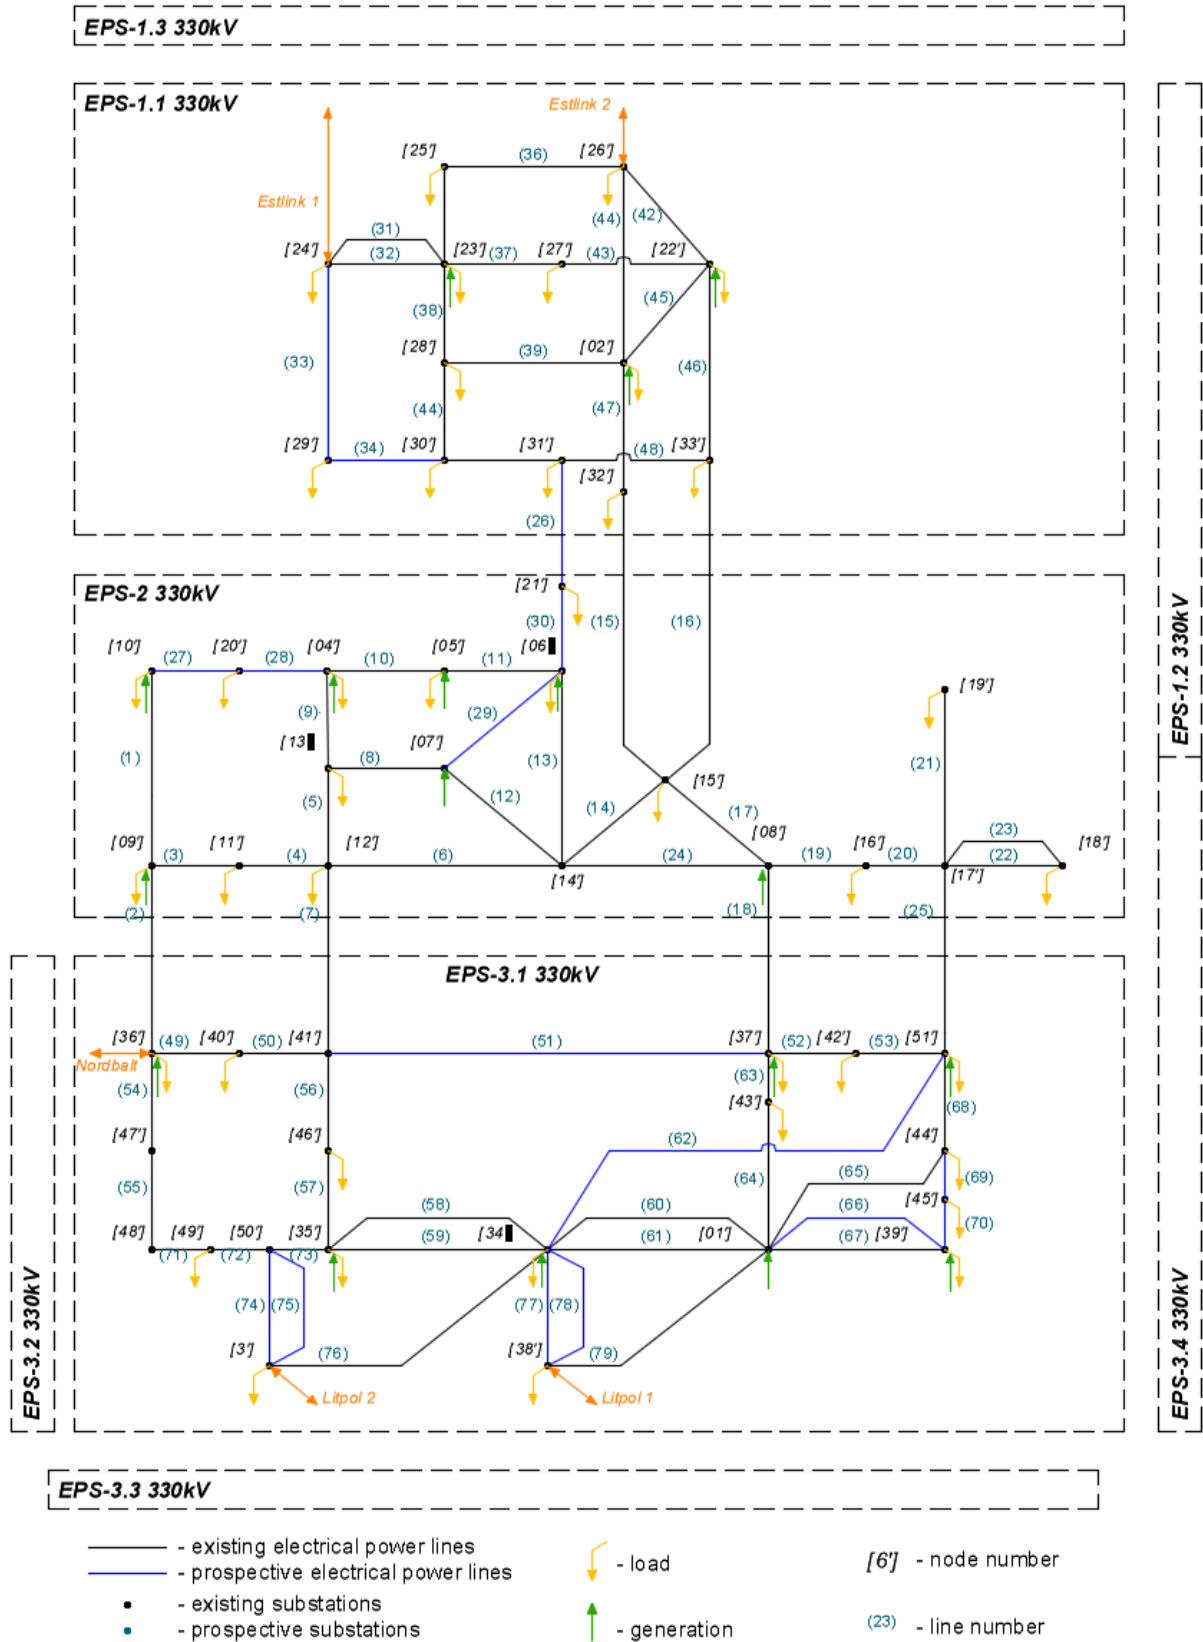 EPS-1.3 330kV
EPS-1.1 330kV
Estlink 2
[25'] (36) [26']
Estlink 1
(44) (42)
(31)
[24'] (32) [23'] (37) [27'] (43) [22']
(45)
(38)
[28'] (39) [02']
(33) (46)
(44) (47)
[29'] (34) [30'] [31'] (48) [33']
[32']
(26)
EPS-1.2 330kV
EPS-2 330kV
[21']
(30) (15) (16)
[10'] (27) [20'] (28) [04'] (10) [05'] (11) [06
[19']
(9) (29)
[13 [07']
(1) (8) (13) (21)
[15']
(5) (12) (14) (17)
[08'] (23)
[09'] (3) [11'] (4) [12'] (6) (24) (19) [16'] (20) (22) [18']
[14'] [17']
(2) (7) (18) (25)
EPS-3.1 330kV
[36'] (49) [40'] (50) [41'] (51) [37'] (52) [42'] (53) [51']
Nordbalt
(54) (56) (63) (68)
[43']
[47'] [46'] (62) [44']
(65) (69)
(55) (57) (64) [45']
(58) (60) (66) (70)
[48'] [49'] [50'] [35'] (59) [34 (61) [01'] (67) [39']
(71) (72) (73)
(74) (75) (77) (78)
[3'] (76) [38'] (79)
Litpol 2 Litpol 1
EPS-3.2 330kV
EPS-3.4 330kV
EPS-3.3 330kV
- existing electrical power lines
- prospective electrical power lines
- existing substations
- prospective substations
- load
- generation
[6'] - node number
(23) - line number